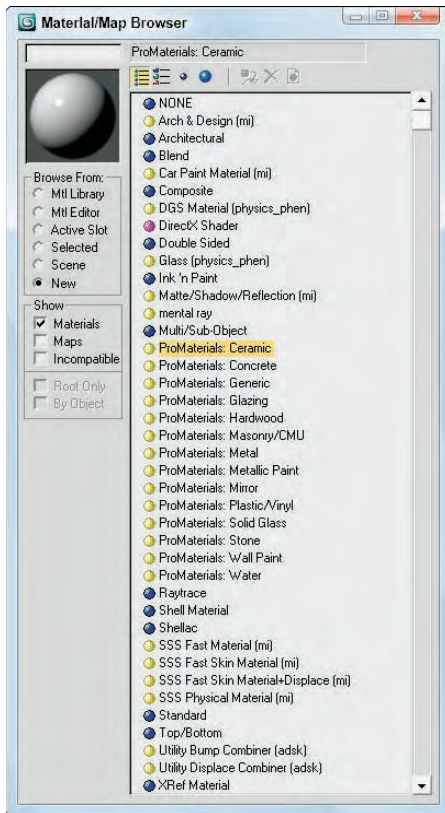 Material/Map Browser
ProMaterials: Ceramic
Browse From:
Mtl Library
Mtl Editor
Active Slot
Selected
Scene
New
Show
Materials
Maps
Incompatible
Root Only
By Object
NONE
Arch & Design (mi)
Architectural
Blend
Car Paint Material (mi)
Composite
DGS Material (physics_phen)
DirectX Shader
Double Sided
Glass (physics_phen)
Ink 'n Paint
Matte/Shadow/Reflection (mi)
mental ray
Multi/Sub-Object
ProMaterials: Ceramic
ProMaterials: Concrete
ProMaterials: Generic
ProMaterials: Glazing
ProMaterials: Hardwood
ProMaterials: Masonry/CMU
ProMaterials: Metal
ProMaterials: Metallic Paint
ProMaterials: Mirror
ProMaterials: Plastic/Vinyl
ProMaterials: Solid Glass
ProMaterials: Stone
ProMaterials: Wall Paint
ProMaterials: Water
Raytrace
Shell Material
Shellac
SSS Fast Material (mi)
SSS Fast Skin Material (mi)
SSS Fast Skin Material+Displace (mi)
SSS Physical Material (mi)
Standard
Top/Bottom
Utility Bump Combiner (adsk)
Utility Displace Combiner (adsk)
XRef Material